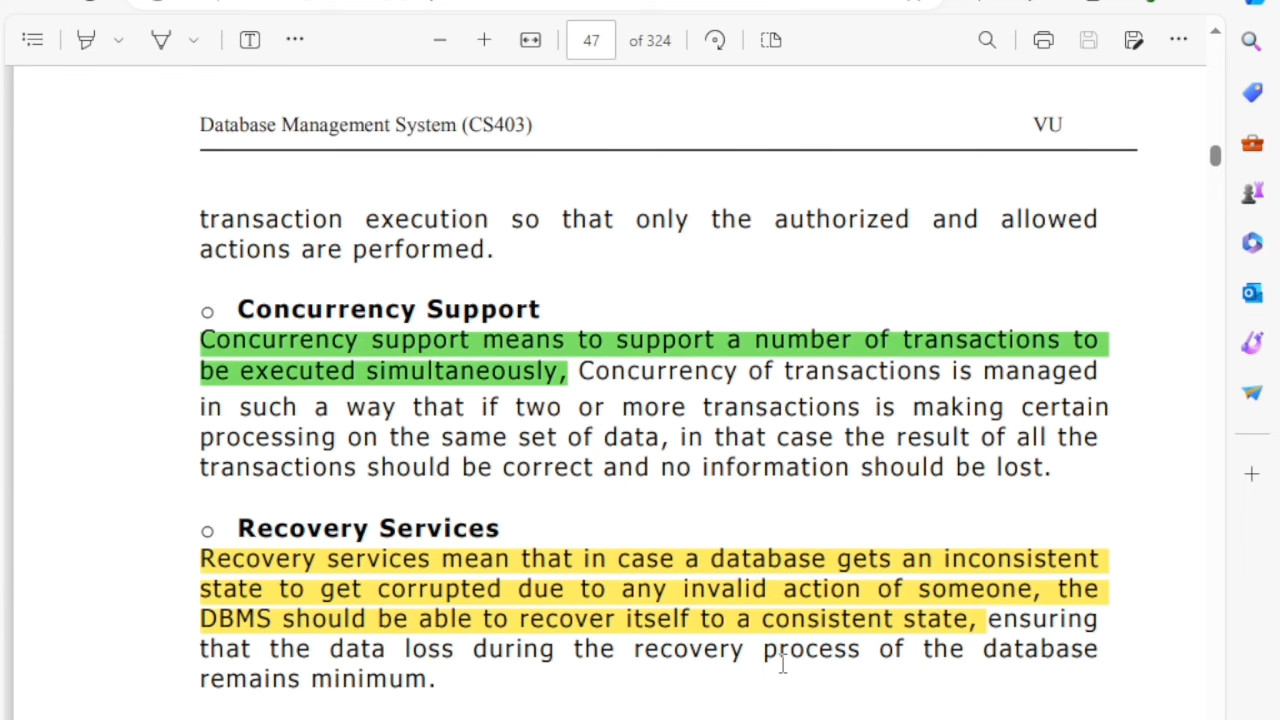 47 of 324
Database Management System (CS403) VU
transaction execution so that only the authorized and allowed
actions are performed.
o Concurrency Support
Concurrency support means to support a number of transactions to
be executed simultaneously, Concurrency of transactions is managed
in such a way that if two or more transactions is making certain
processing on the same set of data, in that case the result of all the
transactions should be correct and no information should be lost.
o Recovery Services
Recovery services mean that in case a database gets an inconsistent
state to get corrupted due to any invalid action of someone, the
DBMS should be able to recover itself to a consistent state, ensuring
that the data loss during the recovery process of the database
remains minimum.